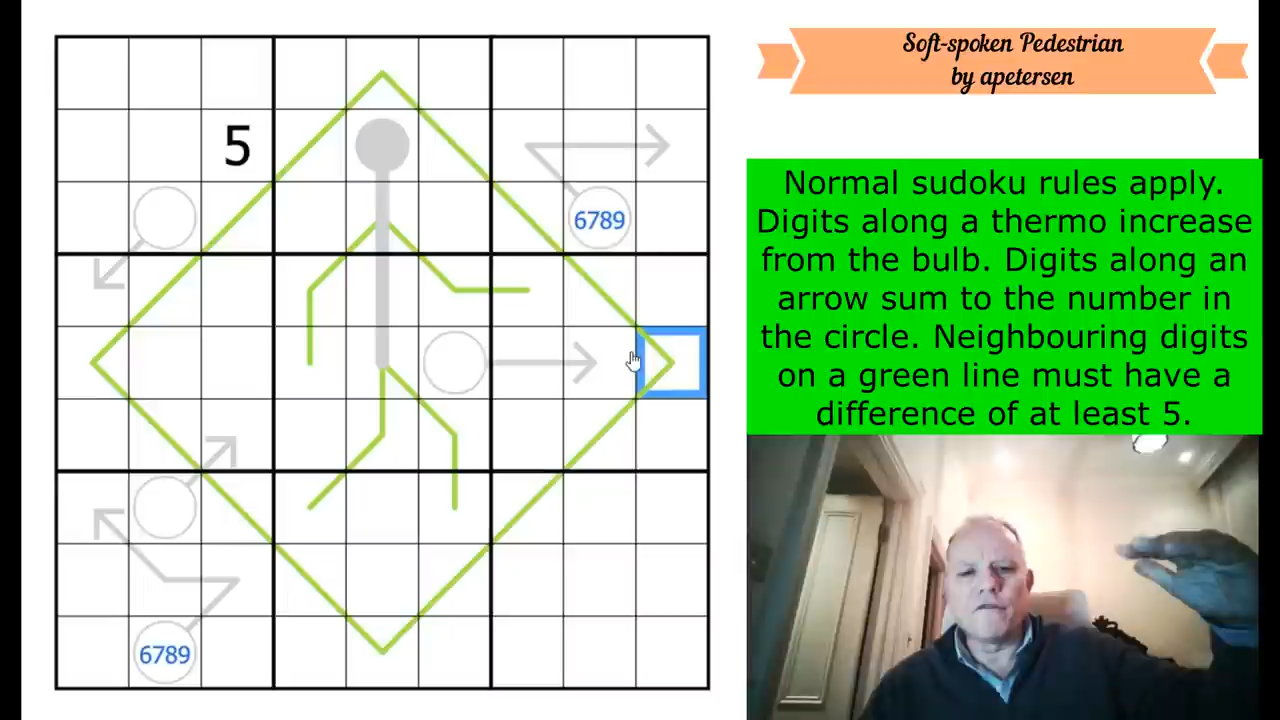 Soft-spoken Pedestrian
by apetersen
5
6789
6789
Normal sudoku rules apply.
Digits along a thermo increase
from the bulb. Digits along an
arrow sum to the number in
the circle. Neighbouring digits
on a green line must have a
difference of at least 5.